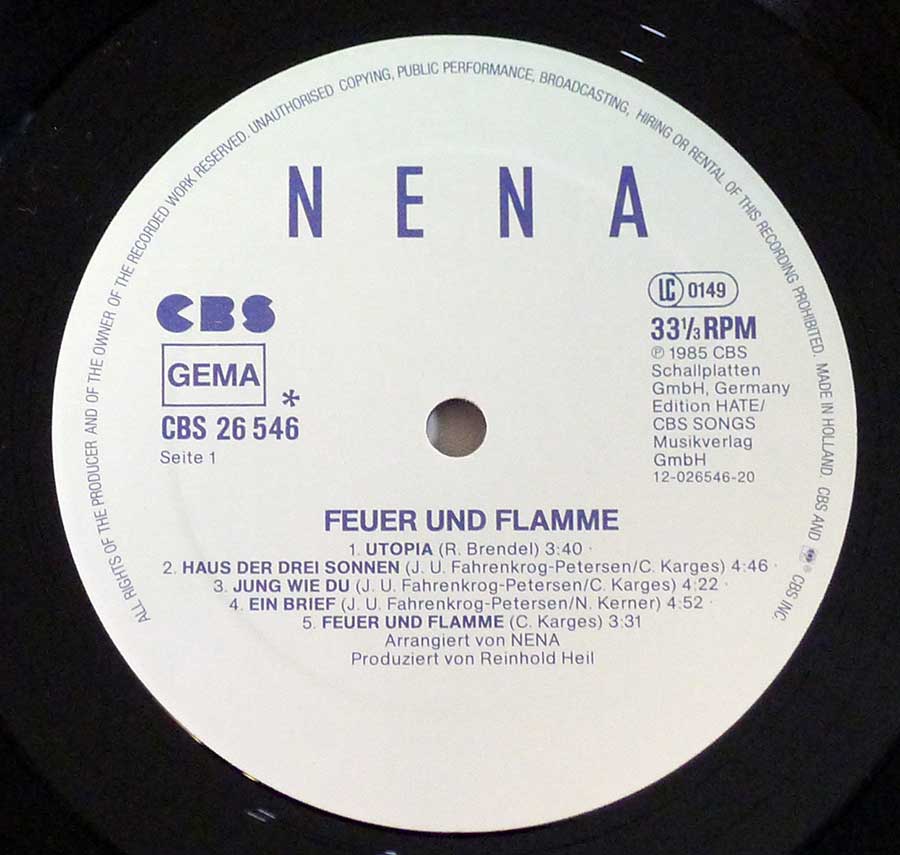 ALL RIGHTS OF THE PRODUCER AND OF THE OWNER OF THE RECORDED WORK RESERVED. UNAUTHORISED COPYING, PUBLIC PERFORMANCE, BROADCASTING, HIRING OR RENTAL OF THIS RECORDING PROHIBITED. MADE IN HOLLAND. CBS AND ® CBS INC.
NENA
CBS
GEMA
*
CBS 26 546
Seite 1
LC 0149
33 1/3 RPM
℗ 1985 CBS
Schallplatten
GmbH, Germany
Edition HATE/
CBS SONGS
Musikverlag
GmbH
12-026546-20
FEUER UND FLAMME
1. UTOPIA (R. Brendel) 3:40 ·
2. HAUS DER DREI SONNEN (J. U. Fahrenkrog-Petersen/C. Karges) 4:46 ·
3. JUNG WIE DU (J. U. Fahrenkrog-Petersen/C. Karges) 4:22 ·
4. EIN BRIEF (J. U. Fahrenkrog-Petersen/N. Kerner) 4:52 ·
5. FEUER UND FLAMME (C. Karges) 3:31
Arrangiert von NENA
Produziert von Reinhold Heil